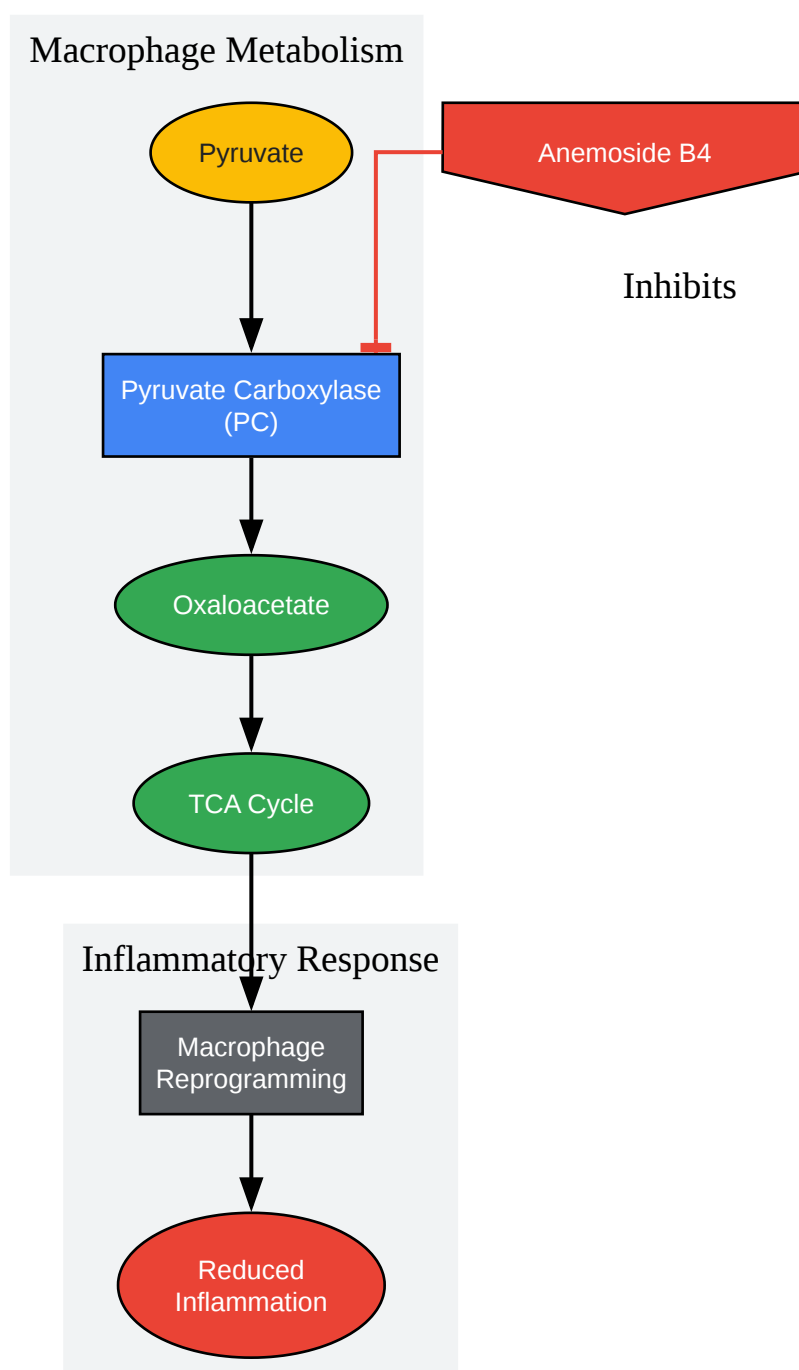 Macrophage Metabolism
Pyruvate
Anemoside B4
Inhibits
Pyruvate Carboxylase
(PC)
Oxaloacetate
TCA Cycle
Inflammatory Response
Macrophage
Reprogramming
Reduced
Inflammation